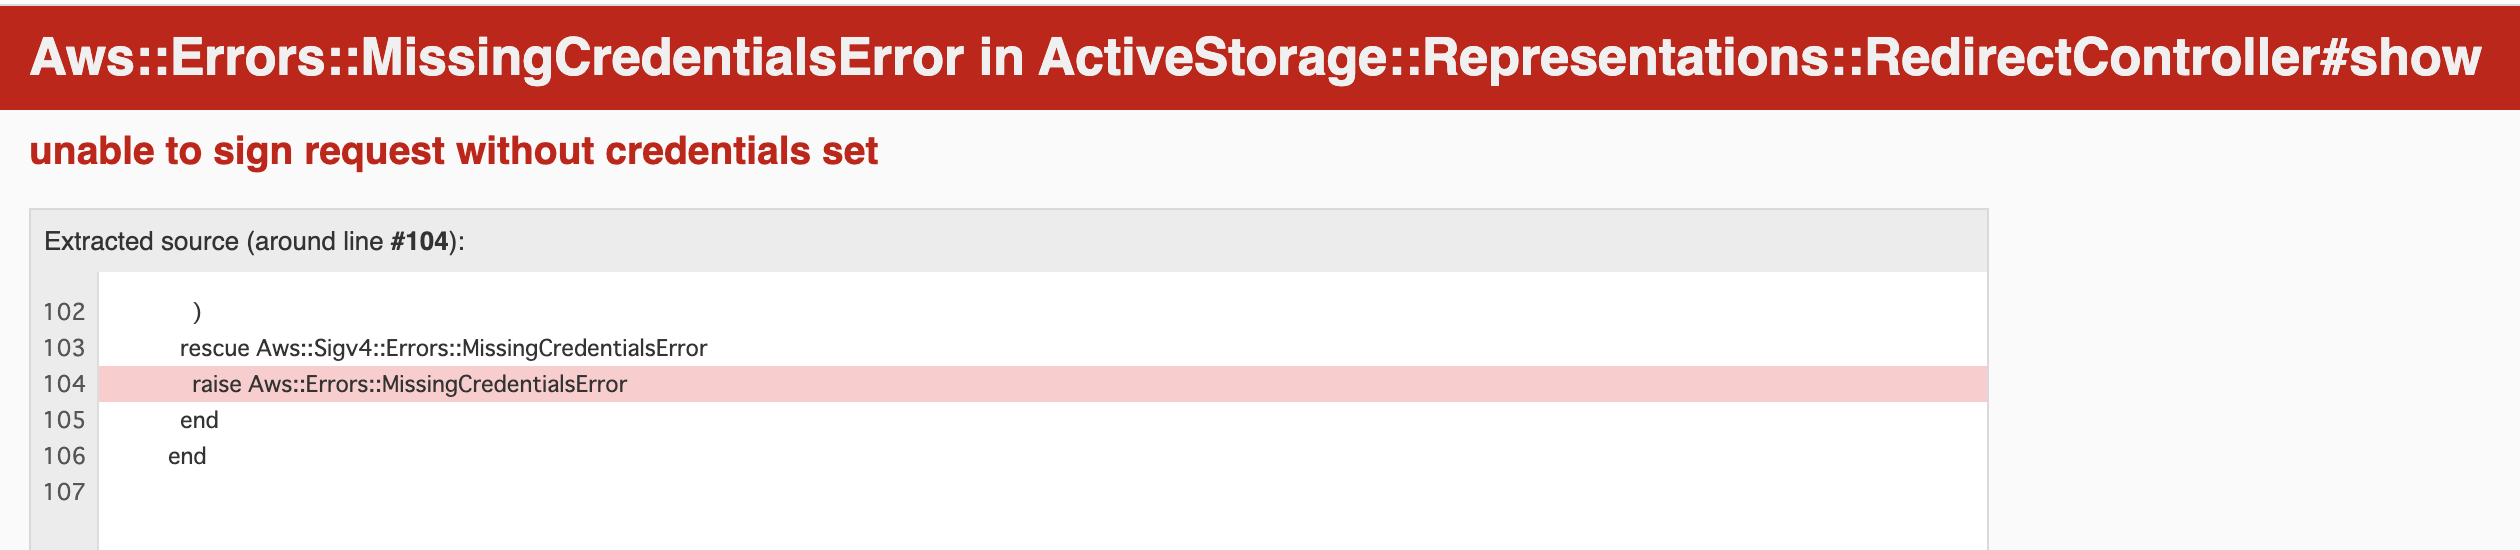 Aws::Errors::MissingCredentialsError in ActiveStorage::Representations::RedirectController#show
unable to sign request without credentials set
Extracted source (around line #104):
102 )
103 rescue Aws::Sigv4::Errors::MissingCredentialsError
104 raise Aws::Errors::MissingCredentialsError
105 end
106 end
107